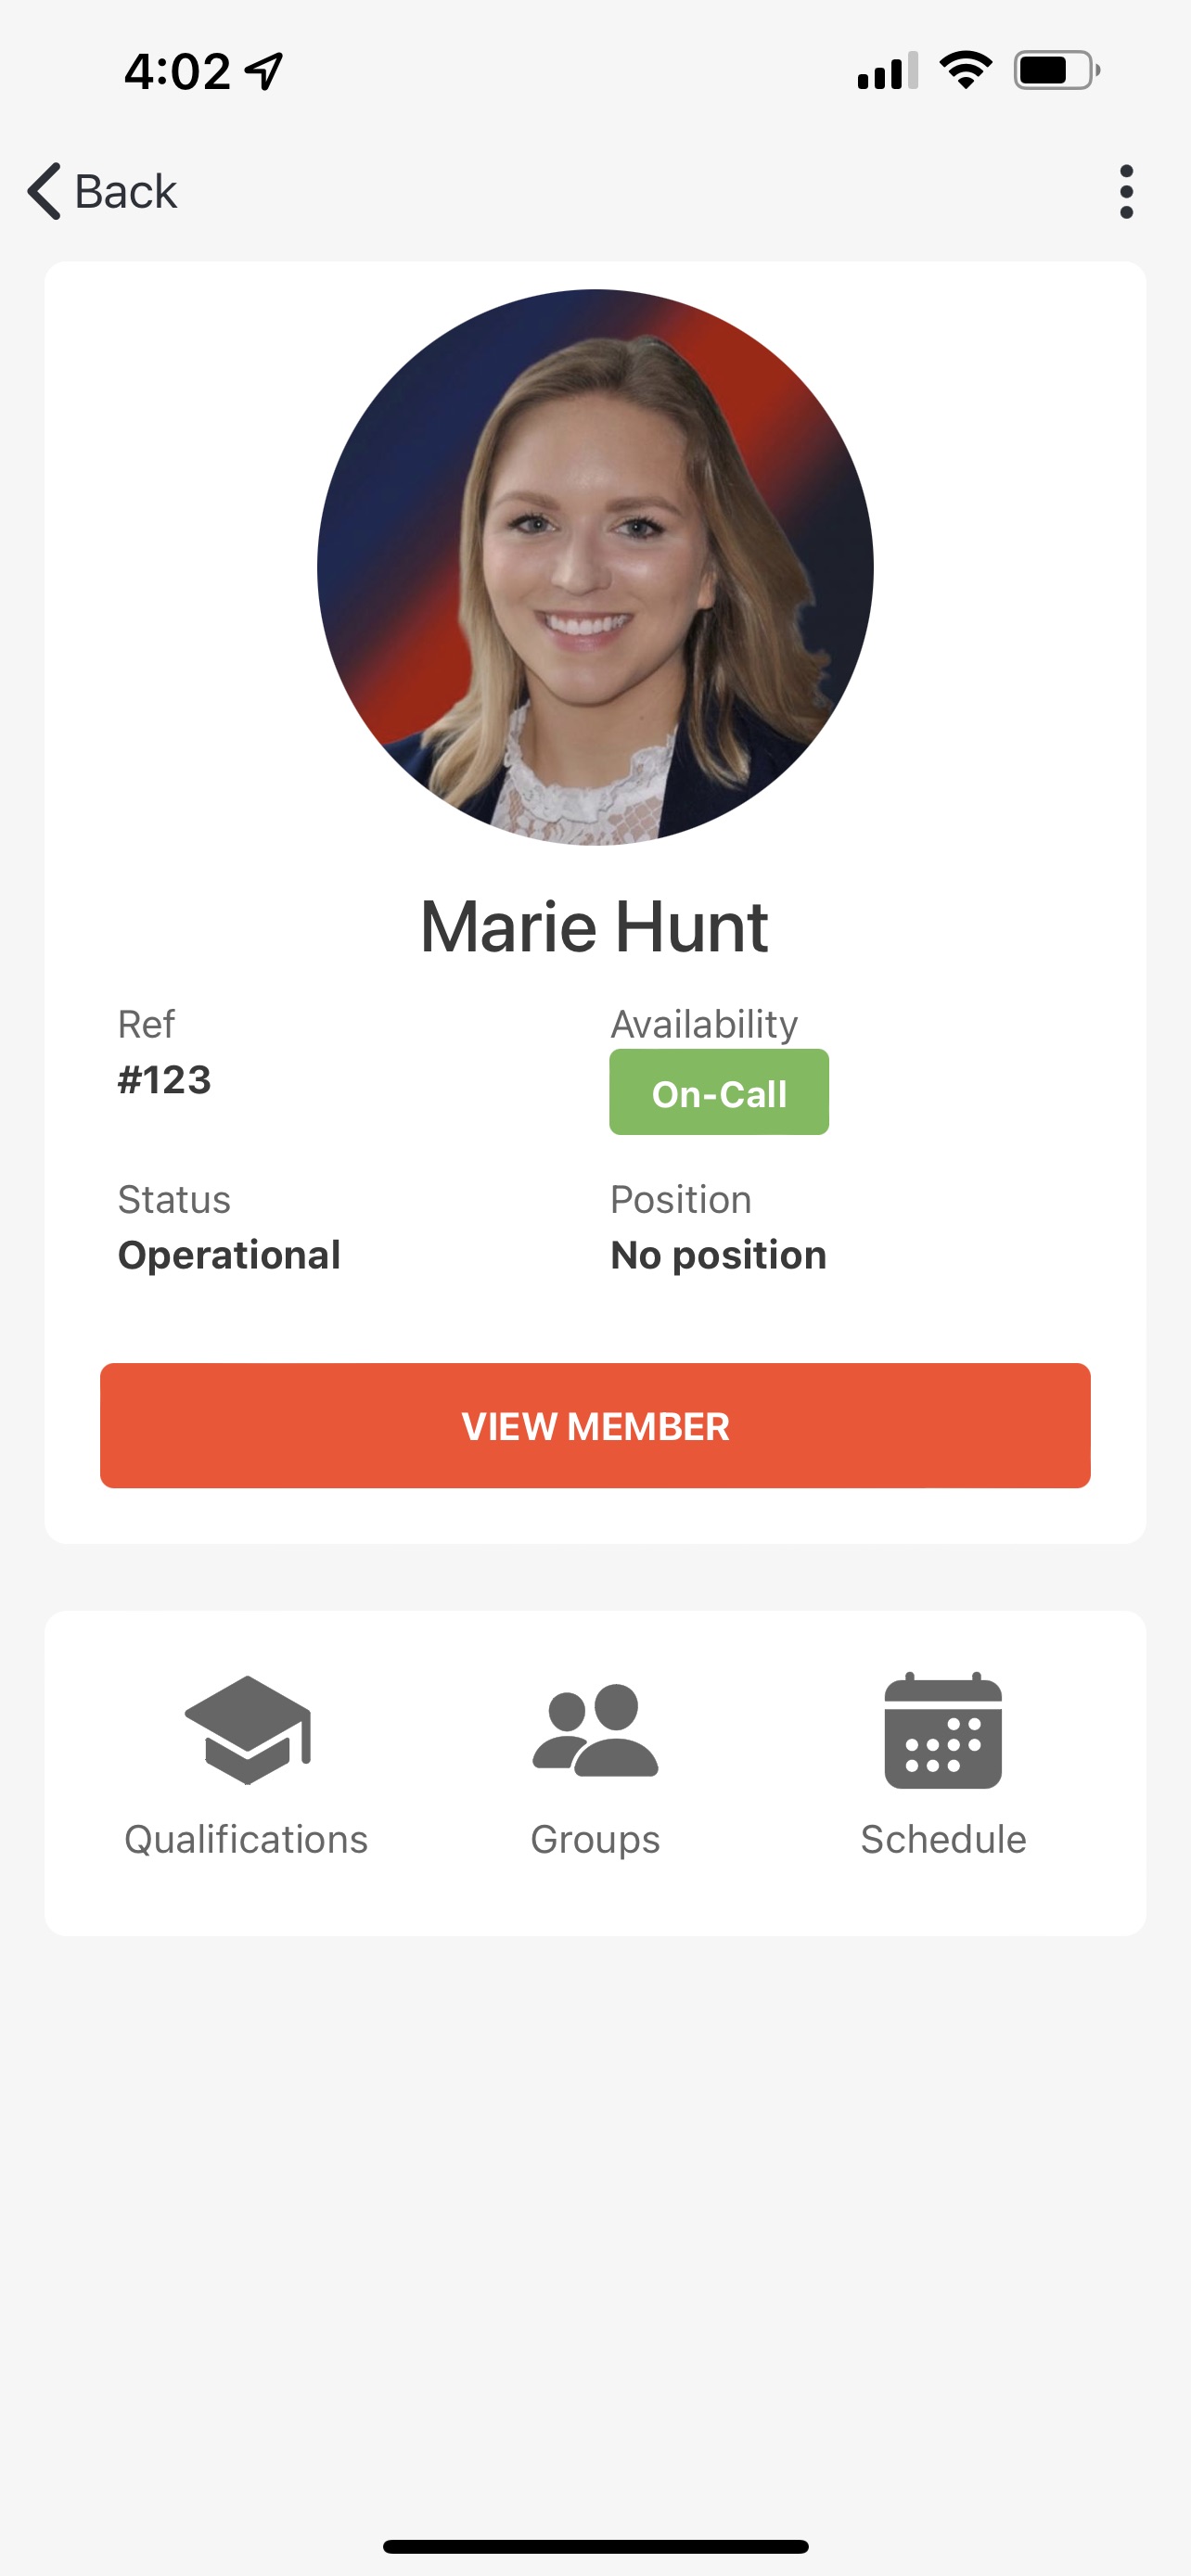 4:02
Back
Marie Hunt
Ref
#123
Availability
On-Call
Status
Operational
Position
No position
VIEW MEMBER
Qualifications
Groups
Schedule